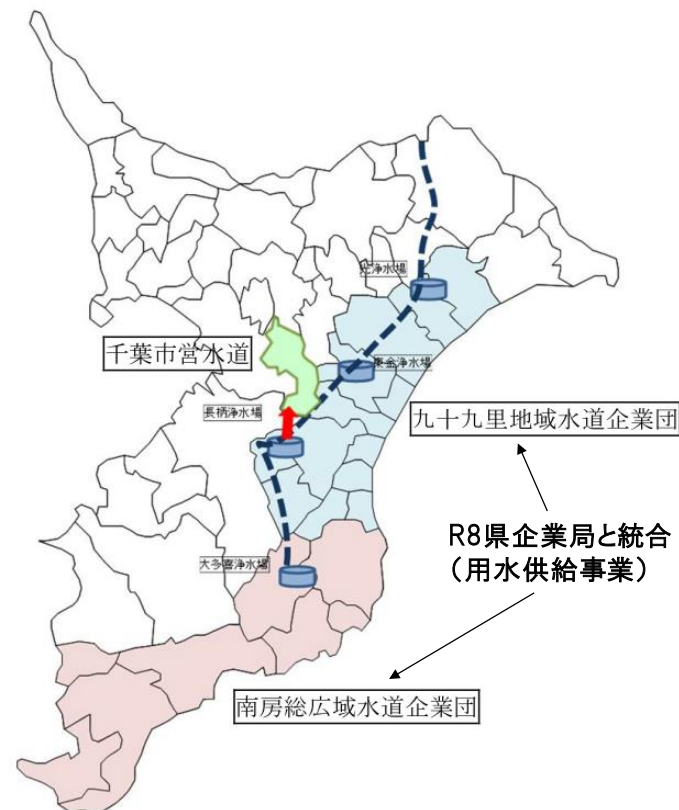 光浄水場
千葉市営水道
東金浄水場
長柄浄水場
九十九里地域水道企業団
R8県企業局と統合
（用水供給事業）
大多喜浄水場
南房総広域水道企業団